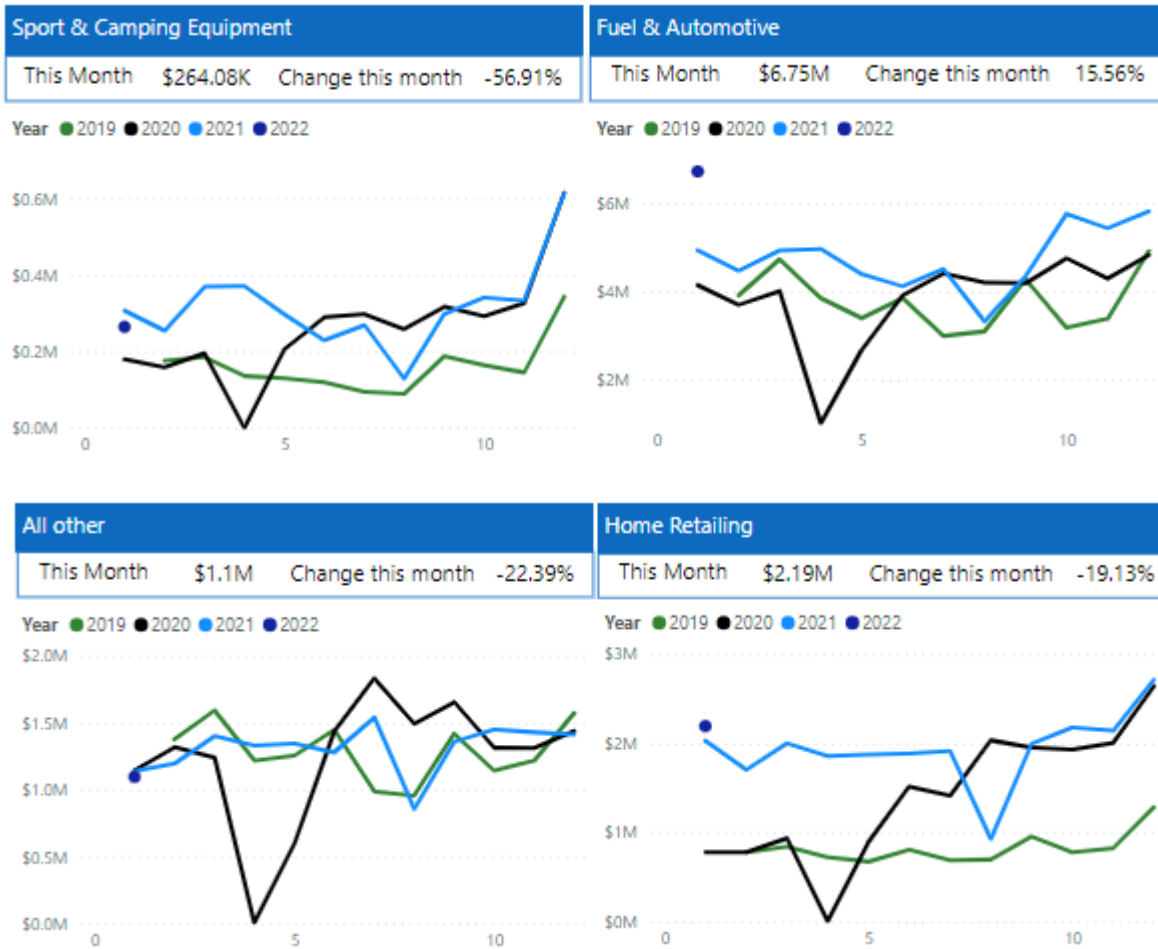 Sport & Camping Equipment
This Month $264.08K Change this month -56.91%
Year 2019 2020 2021 2022
$0.6M
$0.4M
$0.2M
$0.0M
0 5 10
Fuel & Automotive
This Month $6.75M Change this month 15.56%
Year 2019 2020 2021 2022
$6M
$4M
$2M
0 5 10
All other
This Month $1.1M Change this month -22.39%
Year 2019 2020 2021 2022
$2.0M
$1.5M
$1.0M
$0.5M
$0.0M
0 5 10
Home Retailing
This Month $2.19M Change this month -19.13%
Year 2019 2020 2021 2022
$3M
$2M
$1M
$0M
0 5 10